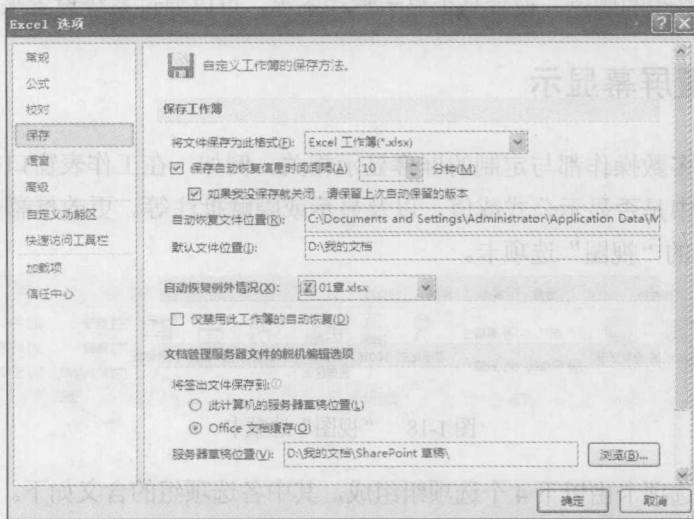 Excel 选项
常规
公式
校对
保存
语言
高级
自定义功能区
快速访问工具栏
加载项
信任中心
自定义工作簿的保存方法。
保存工作簿
将文件保存为此格式(F): Excel 工作簿(*.xlsx)
保存自动恢复信息时间间隔(A) 10 分钟(M)
如果我没保存就关闭，请保留上次自动保留的版本
自动恢复文件位置(R): C:\Documents and Settings\Administrator\Application Data\M
默认文件位置(I): D:\我的文档
自动恢复例外情况(X): 01章.xlsx
仅禁用此工作簿的自动恢复(D)
文档管理服务器文件的脱机编辑选项
将签出文件保存到:
此计算机的服务器草稿位置(L)
Office 文档缓存(O)
服务器草稿位置(V): D:\我的文档\SharePoint 草稿\ 浏览(B)...
确定 取消